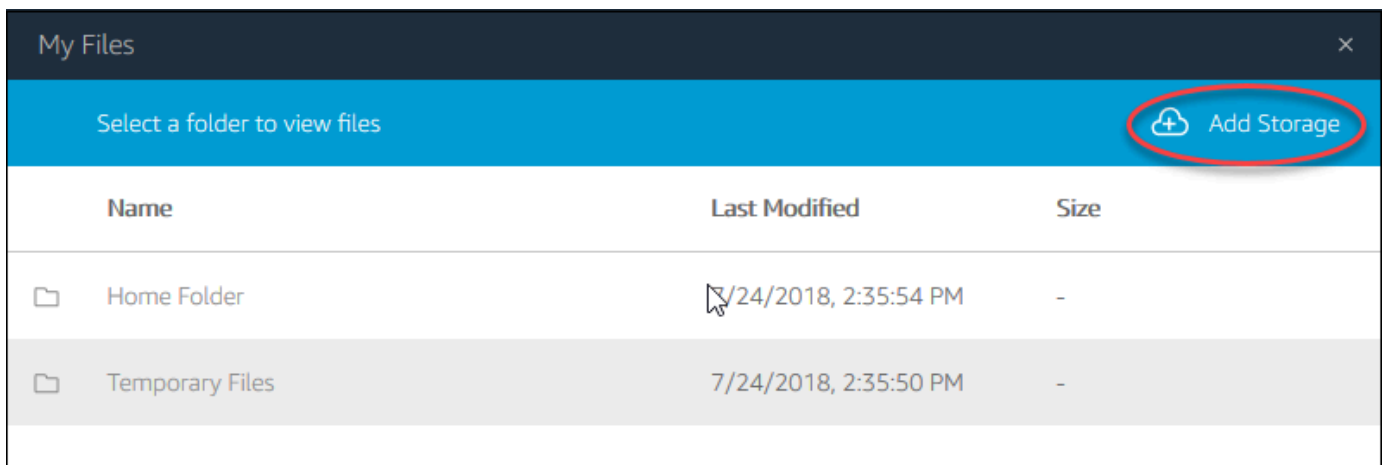 My Files ×
Select a folder to view files Add Storage
Name Last Modified Size
Home Folder 7/24/2018, 2:35:54 PM -
Temporary Files 7/24/2018, 2:35:50 PM -